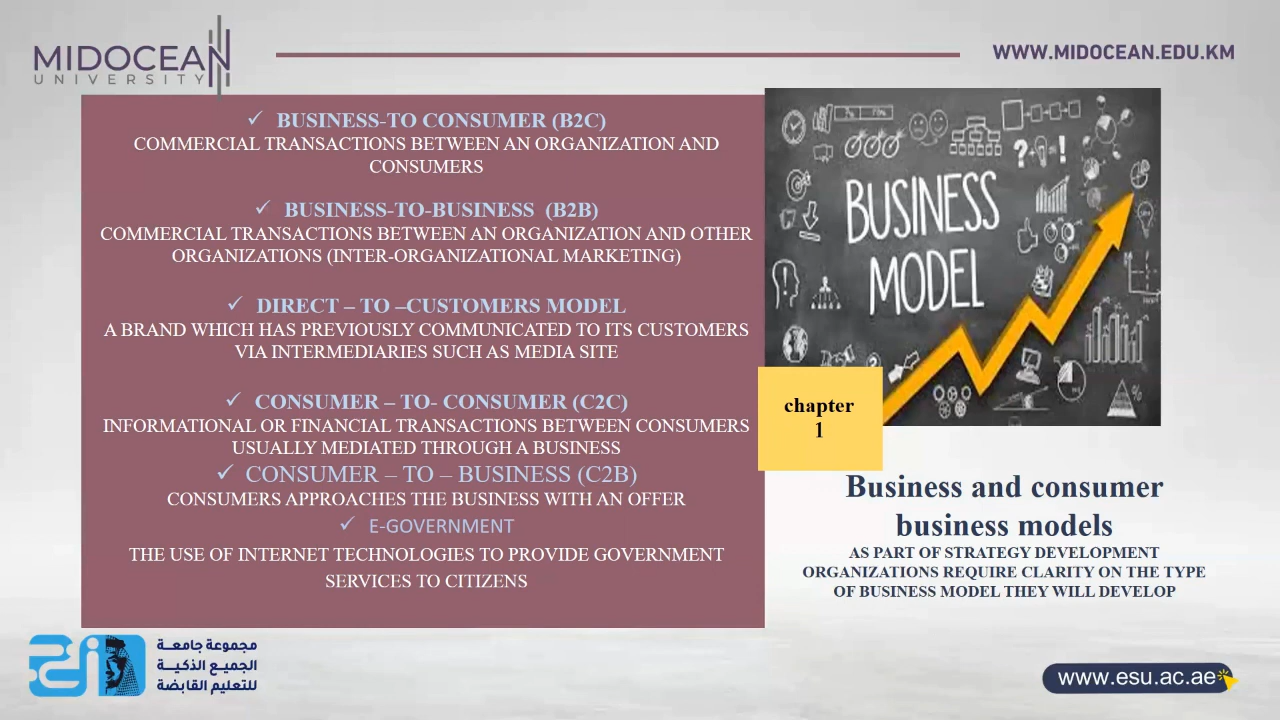 MIDOCEAN
UNIVERSITY
WWW.MIDOCEAN.EDU.KM
✓ BUSINESS-TO CONSUMER (B2C)
COMMERCIAL TRANSACTIONS BETWEEN AN ORGANIZATION AND
CONSUMERS
✓ BUSINESS-TO-BUSINESS (B2B)
COMMERCIAL TRANSACTIONS BETWEEN AN ORGANIZATION AND OTHER
ORGANIZATIONS (INTER-ORGANIZATIONAL MARKETING)
✓ DIRECT – TO –CUSTOMERS MODEL
A BRAND WHICH HAS PREVIOUSLY COMMUNICATED TO ITS CUSTOMERS
VIA INTERMEDIARIES SUCH AS MEDIA SITE
✓ CONSUMER – TO- CONSUMER (C2C)
INFORMATIONAL OR FINANCIAL TRANSACTIONS BETWEEN CONSUMERS
USUALLY MEDIATED THROUGH A BUSINESS
✓ CONSUMER – TO – BUSINESS (C2B)
CONSUMERS APPROACHES THE BUSINESS WITH AN OFFER
✓ E-GOVERNMENT
THE USE OF INTERNET TECHNOLOGIES TO PROVIDE GOVERNMENT
SERVICES TO CITIZENS
BUSINESS
MODEL
chapter
1
Business and consumer
business models
AS PART OF STRATEGY DEVELOPMENT
ORGANIZATIONS REQUIRE CLARITY ON THE TYPE
OF BUSINESS MODEL THEY WILL DEVELOP
مجموعة جامعة
الجميع الذكية
للتعليم القابضة
www.esu.ac.ae